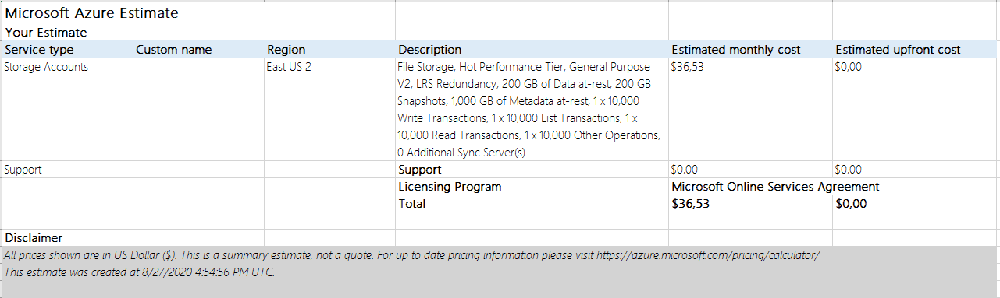 Microsoft Azure Estimate
Your Estimate
Service type Custom name Region Description Estimated monthly cost Estimated upfront cost
Storage Accounts East US 2 File Storage, Hot Performance Tier, General Purpose $36,53 $0,00
V2, LRS Redundancy, 200 GB of Data at-rest, 200 GB
Snapshots, 1,000 GB of Metadata at-rest, 1 x 10,000
Write Transactions, 1 x 10,000 List Transactions, 1 x
10,000 Read Transactions, 1 x 10,000 Other Operations,
0 Additional Sync Server(s)
Support Support $0,00 $0,00
Licensing Program Microsoft Online Services Agreement
Total $36,53 $0,00
Disclaimer
All prices shown are in US Dollar ($). This is a summary estimate, not a quote. For up to date pricing information please visit https://azure.microsoft.com/pricing/calculator/
This estimate was created at 8/27/2020 4:54:56 PM UTC.